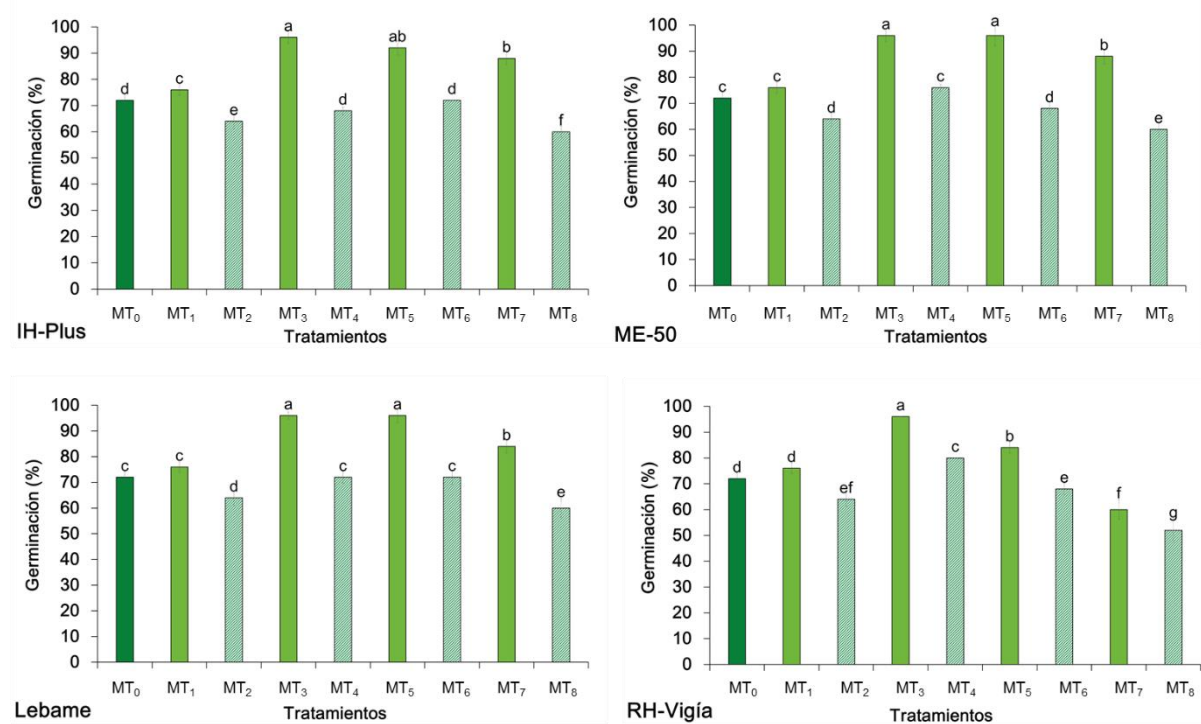 Germinación (%)
100
90
80
70
60
50
40
30
20
10
0
d
c
e
a
d
ab
d
b
f
MT₀ MT₁ MT₂ MT₃ MT₄ MT₅ MT₆ MT₇ MT₈
Tratamientos
IH-Plus
Germinación (%)
100
90
80
70
60
50
40
30
20
10
0
c
c
d
a
c
a
d
b
e
MT₀ MT₁ MT₂ MT₃ MT₄ MT₅ MT₆ MT₇ MT₈
Tratamientos
ME-50
Germinación (%)
100
90
80
70
60
50
40
30
20
10
0
c
c
d
a
c
a
c
b
e
MT₀ MT₁ MT₂ MT₃ MT₄ MT₅ MT₆ MT₇ MT₈
Tratamientos
Lebame
Germinación (%)
100
90
80
70
60
50
40
30
20
10
0
d
d
ef
a
c
b
e
f
g
MT₀ MT₁ MT₂ MT₃ MT₄ MT₅ MT₆ MT₇ MT₈
Tratamientos
RH-Vigía